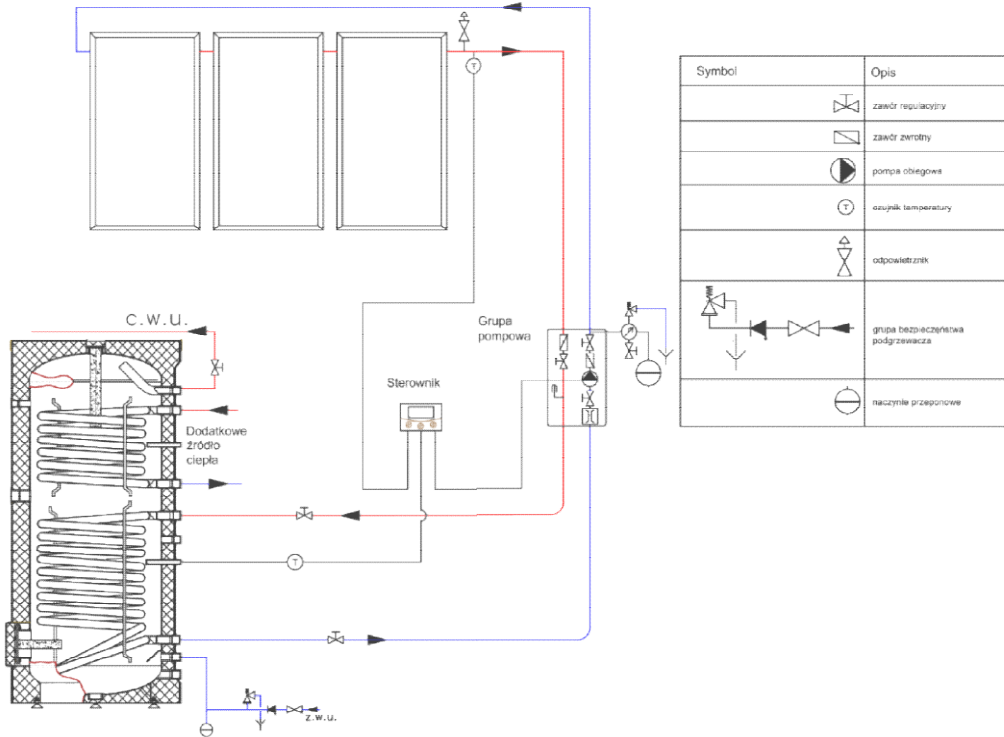 T
Symbol
Opis
zawór regulacyjny
zawór zwrotny
pompa obiegowa
T
czujnik temperatury
odpowietrznik
grupa bezpieczeństwa
podgrzewacza
naczynie przeponowe
c.w.u.
Grupa
pompowa
Sterownik
Dodatkowe
źródło
ciepła
T
z.w.u.